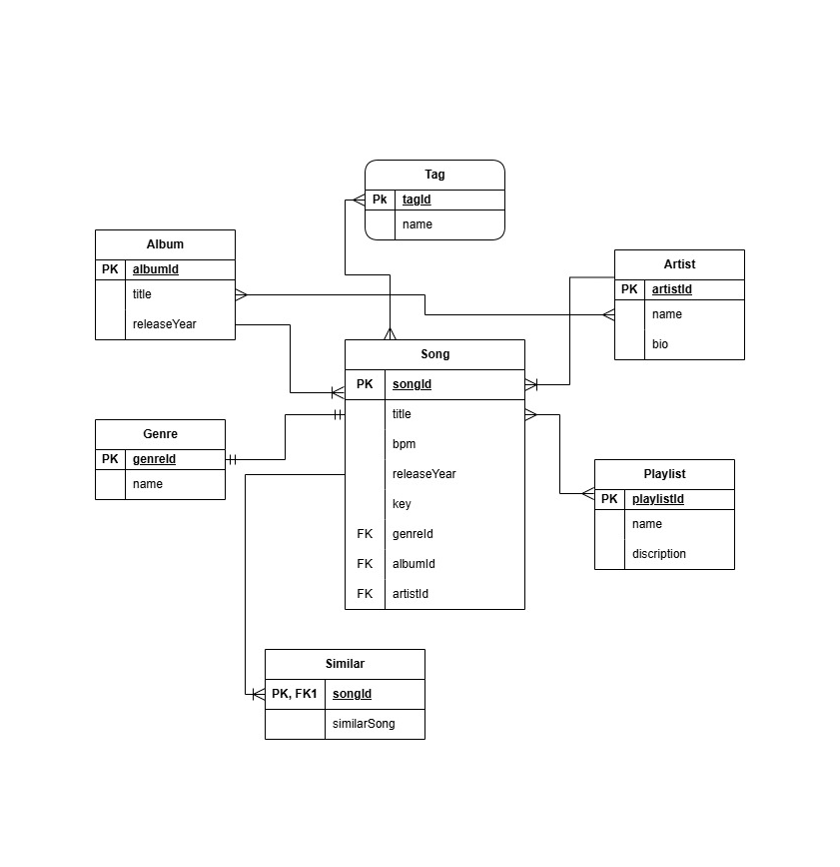 Tag
Pk tagId
name
Album
PK albumId
title
releaseYear
Artist
PK artistId
name
bio
Song
PK songId
title
bpm
releaseYear
key
FK genreId
FK albumId
FK artistId
Genre
PK genreId
name
Playlist
PK playlistId
name
discription
Similar
PK, FK1 songId
similarSong